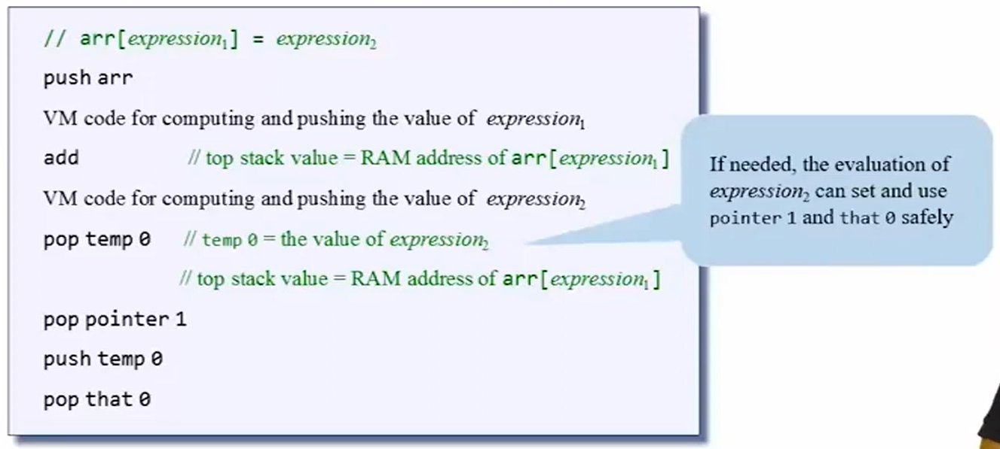 // arr[expression₁] = expression₂
push arr
VM code for computing and pushing the value of expression₁
add // top stack value = RAM address of arr[expression₁]
VM code for computing and pushing the value of expression₂
pop temp 0 // temp 0 = the value of expression₂
// top stack value = RAM address of arr[expression₁]
pop pointer 1
push temp 0
pop that 0
If needed, the evaluation of
expression₂ can set and use
pointer 1 and that 0 safely